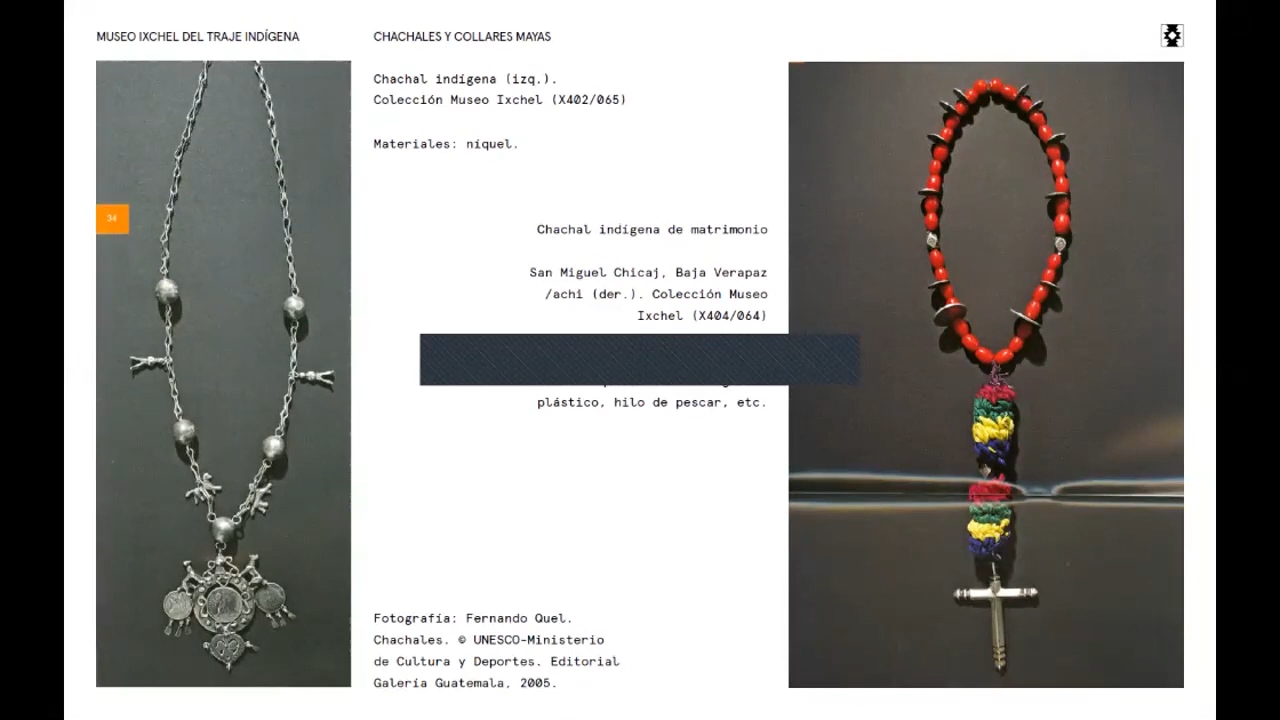 MUSEO IXCHEL DEL TRAJE INDÍGENA
CHACHALES Y COLLARES MAYAS
Chachal indígena (izq.).
Colección Museo Ixchel (X402/065)
Materiales: níquel.
34
Chachal indígena de matrimonio
San Miguel Chicaj, Baja Verapaz
/achi (der.). Colección Museo
Ixchel (X404/064)
plástico, hilo de pescar, etc.
Fotografía: Fernando Quel.
Chachales. © UNESCO-Ministerio
de Cultura y Deportes. Editorial
Galería Guatemala, 2005.